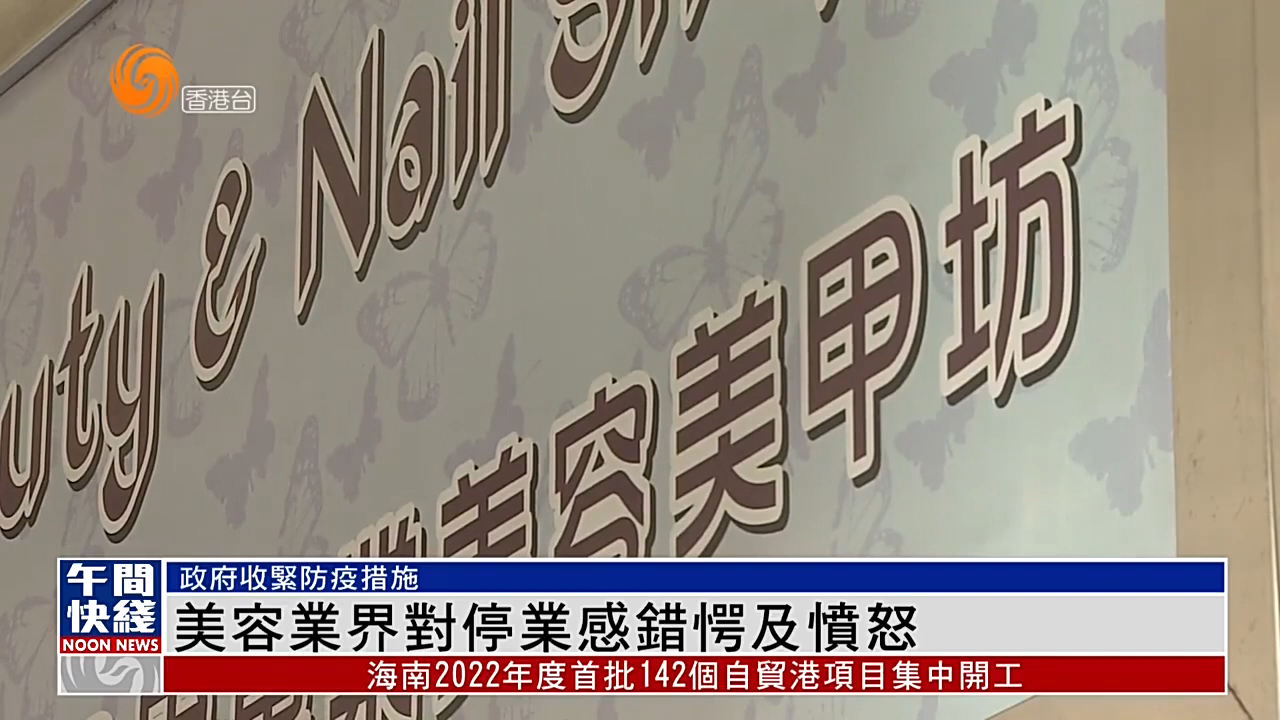 香港台
& Nail
美容美甲坊
午間快綫
NOON NEWS
政府收緊防疫措施
美容業界對停業感錯愕及憤怒
海南2022年度首批142個自貿港項目集中開工